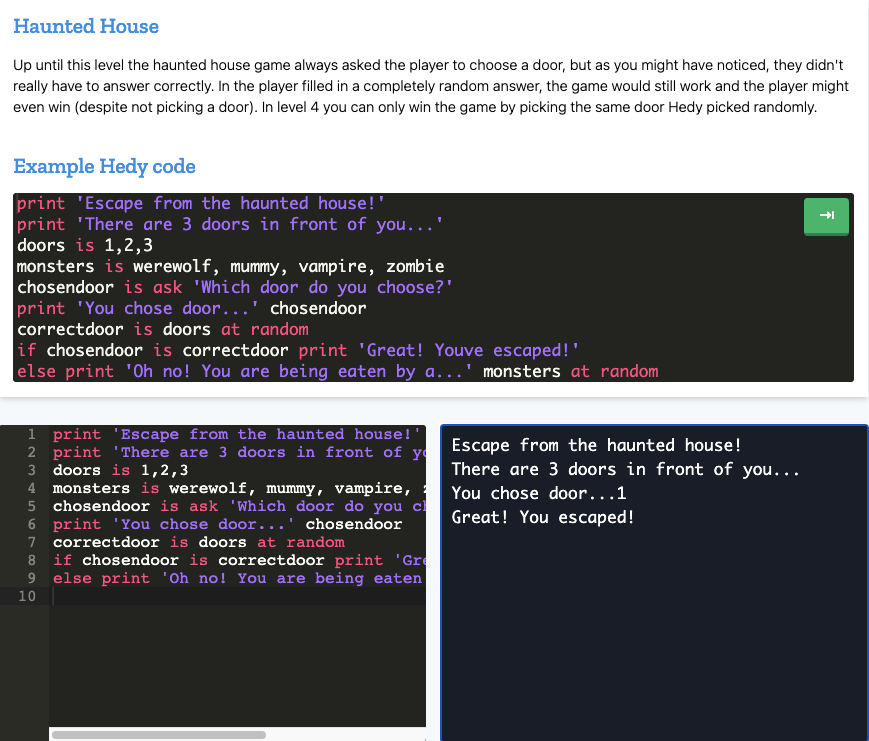 Haunted House
Up until this level the haunted house game always asked the player to choose a door, but as you might have noticed, they didn't
really have to answer correctly. In the player filled in a completely random answer, the game would still work and the player might
even win (despite not picking a door). In level 4 you can only win the game by picking the same door Hedy picked randomly.
Example Hedy code
print 'Escape from the haunted house!'
print 'There are 3 doors in front of you...'
doors is 1,2,3
monsters is werewolf, mummy, vampire, zombie
chosendoor is ask 'Which door do you choose?'
print 'You chose door...' chosendoor
correctdoor is doors at random
if chosendoor is correctdoor print 'Great! Youve escaped!'
else print 'Oh no! You are being eaten by a...' monsters at random
1 print 'Escape from the haunted house!'
2 print 'There are 3 doors in front of yo
3 doors is 1,2,3
4 monsters is werewolf, mummy, vampire,
5 chosendoor is ask 'Which door do you ch
6 print 'You chose door...' chosendoor
7 correctdoor is doors at random
8 if chosendoor is correctdoor print 'Gre
9 else print 'Oh no! You are being eaten
10
Escape from the haunted house!
There are 3 doors in front of you...
You chose door...1
Great! You escaped!